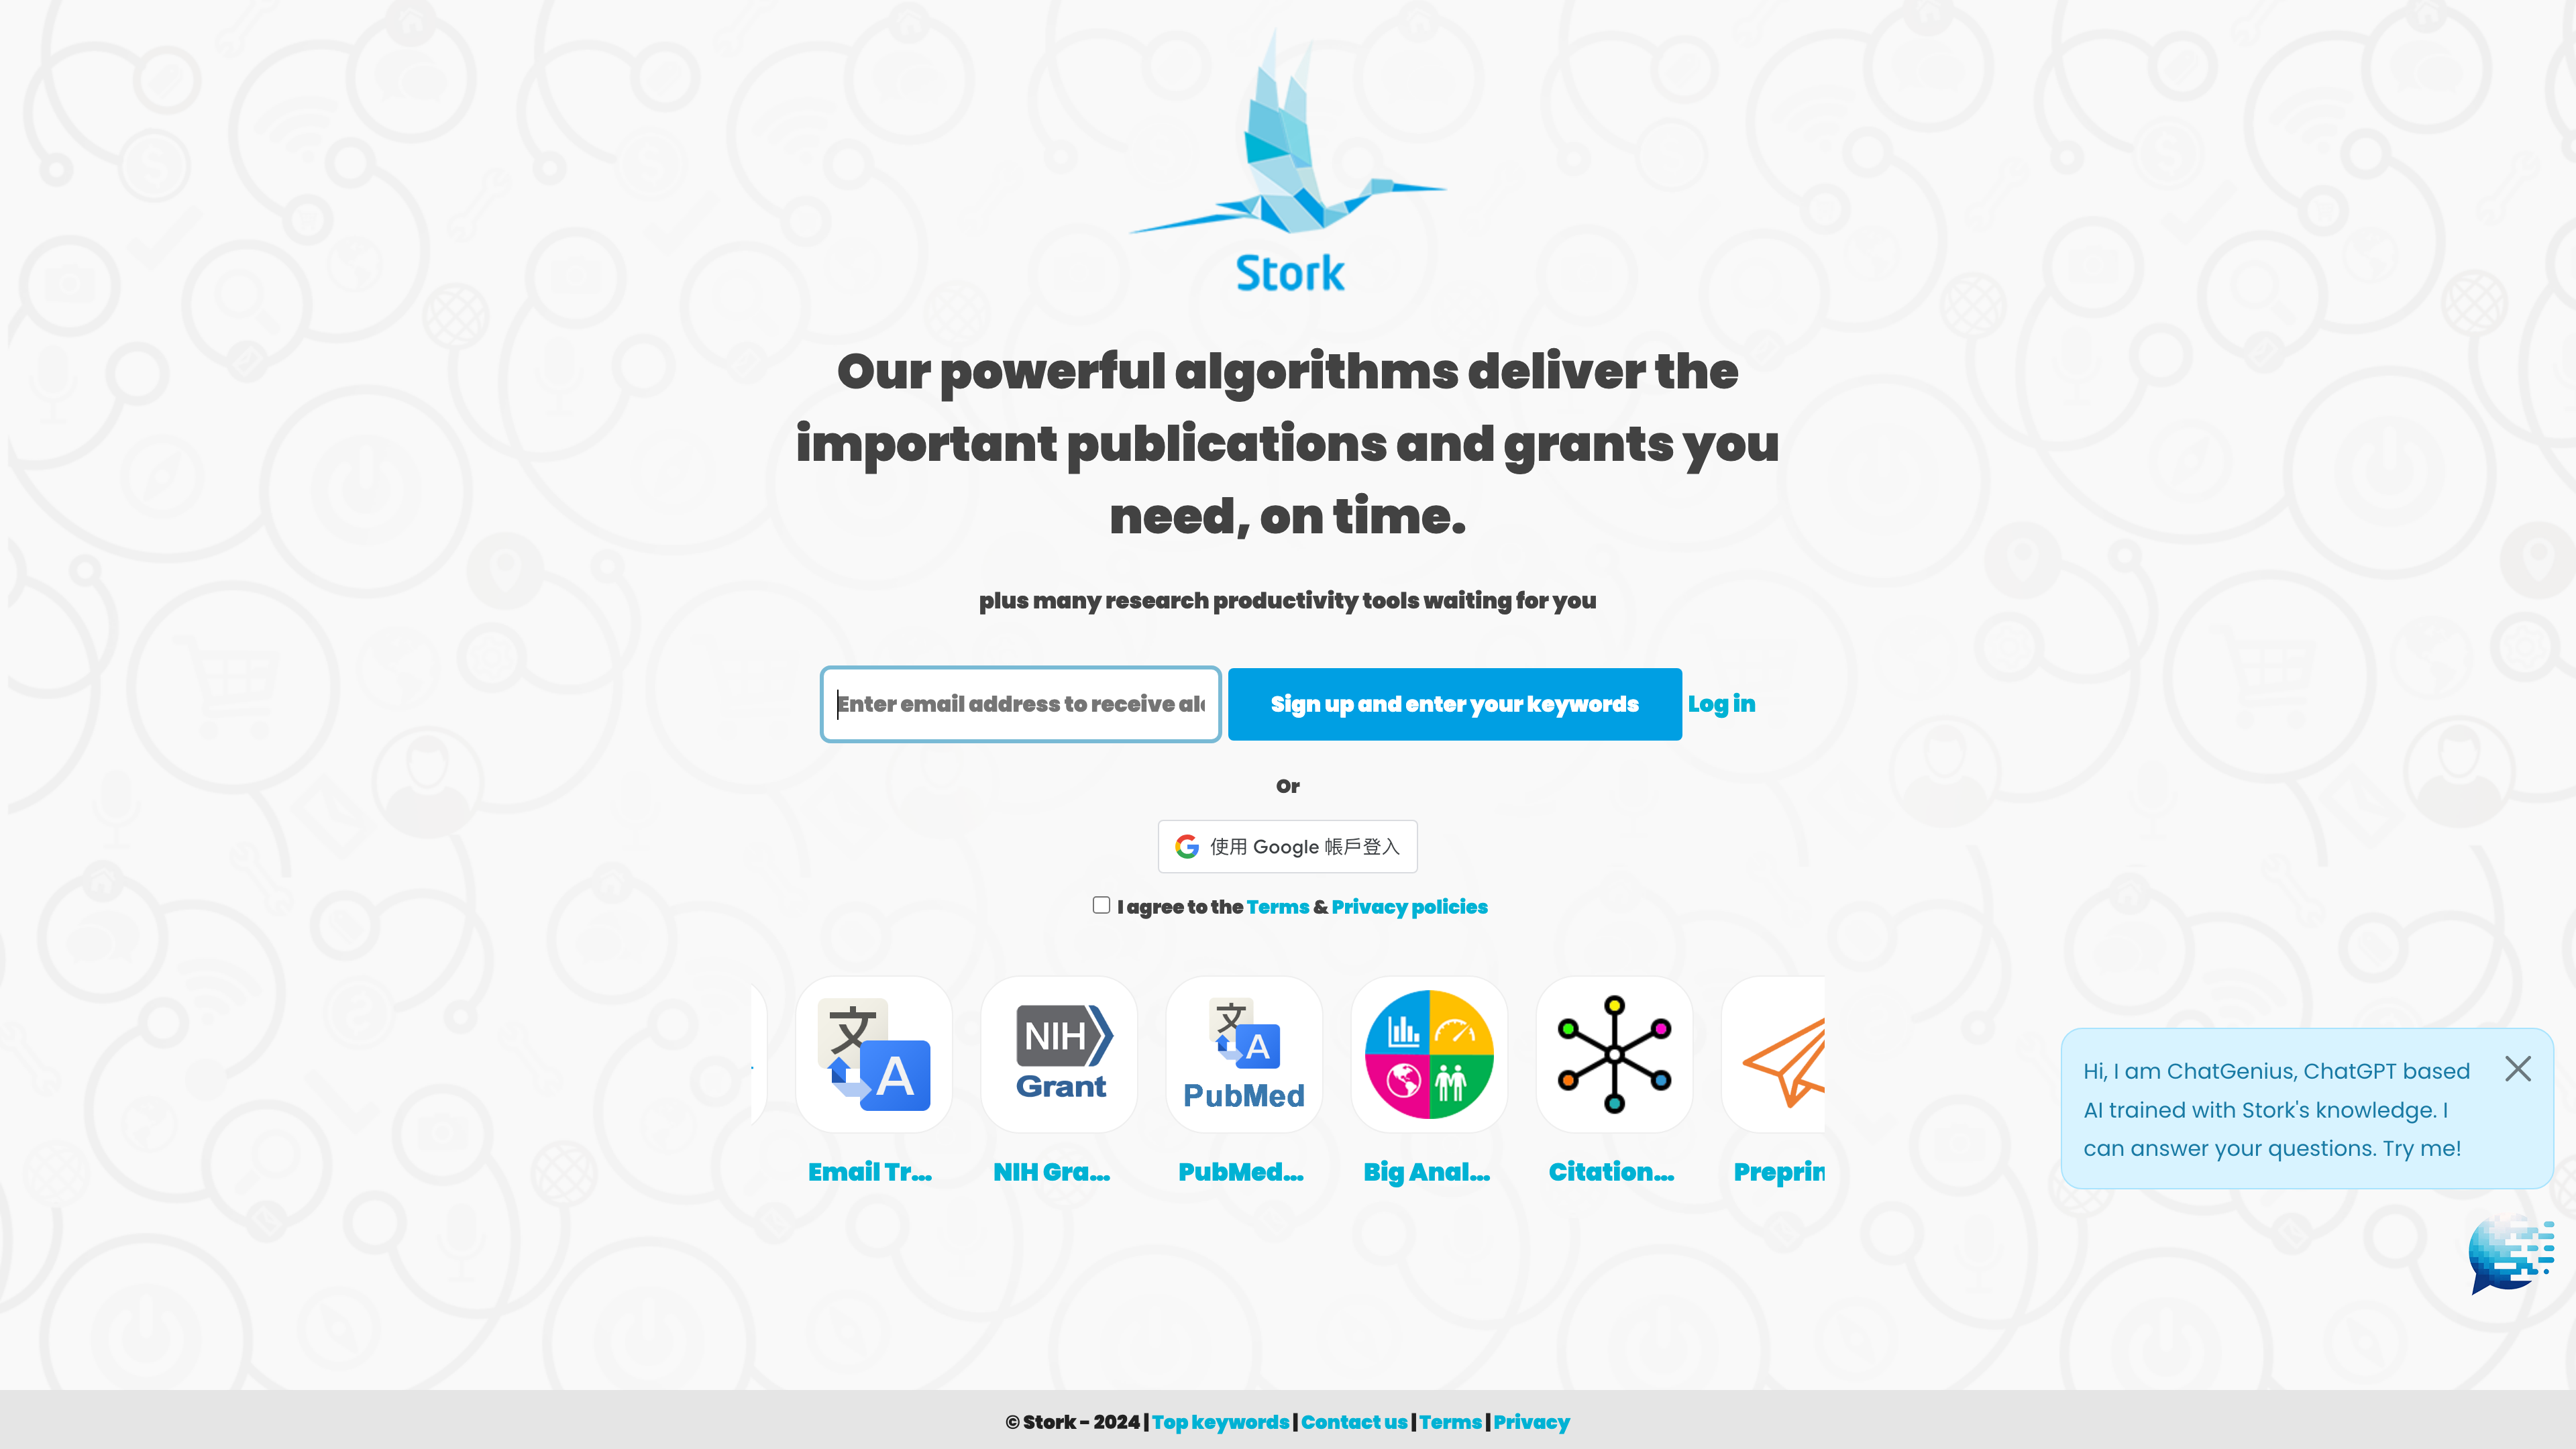 Stork
Our powerful algorithms deliver the
important publications and grants you
need, on time.
plus many research productivity tools waiting for you
Enter email address to receive al
Sign up and enter your keywords
Log in
Or
使用 Google 帳戶登入
I agree to the Terms & Privacy policies
文
A
NIH
Grant
文
A
PubMed
Email Tr...
NIH Gra...
PubMed...
Big Anal...
Citation...
Preprin
Hi, I am ChatGenius, ChatGPT based
AI trained with Stork's knowledge. I
can answer your questions. Try me!
© Stork - 2024 | Top keywords | Contact us | Terms | Privacy